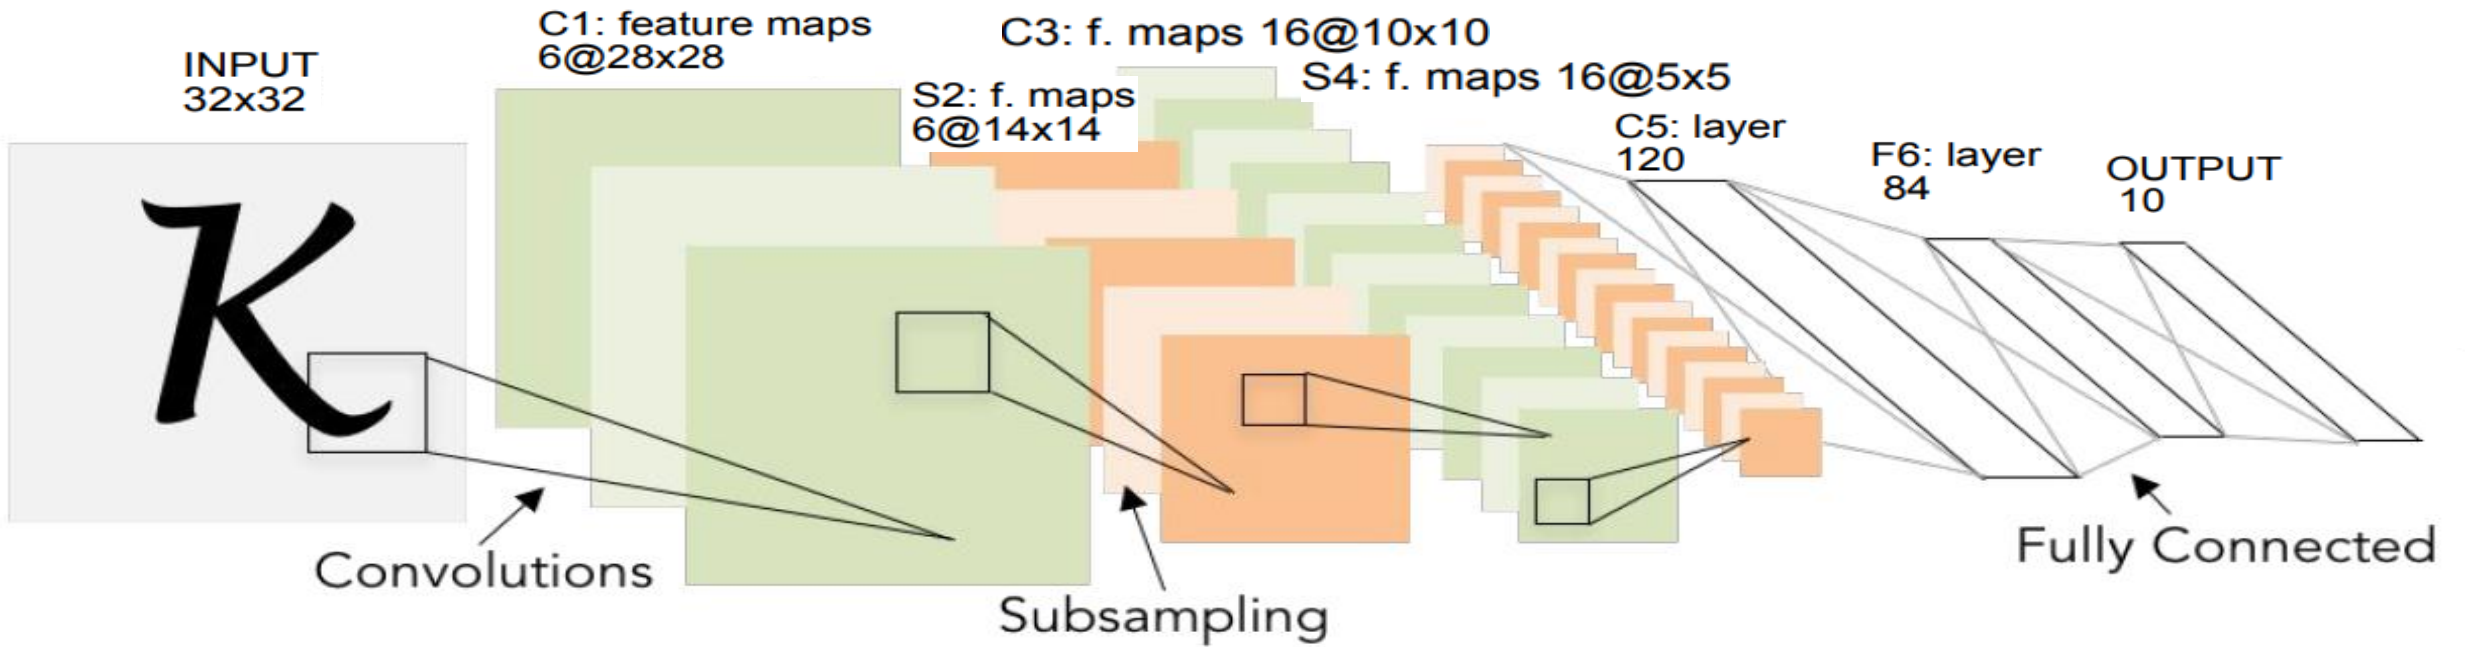 INPUT
32x32
C1: feature maps
6@28x28
S2: f. maps
6@14x14
C3: f. maps 16@10x10
S4: f. maps 16@5x5
C5: layer
120
F6: layer
84
OUTPUT
10
K
Convolutions
Subsampling
Fully Connected